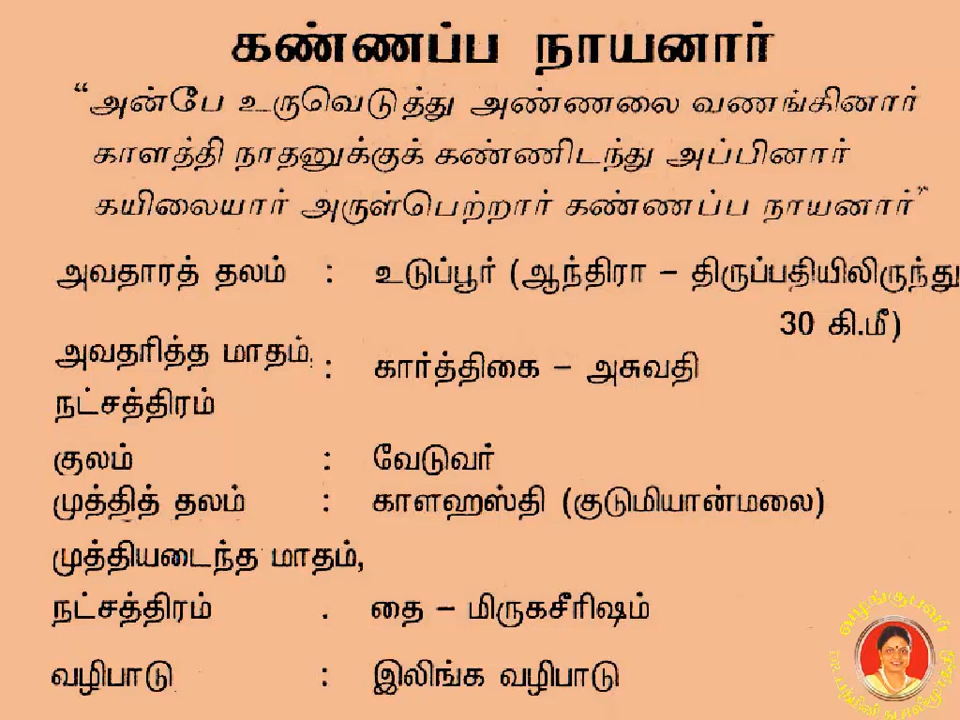 கண்ணப்ப நாயனார்
“அன்பே உருவெடுத்து அண்ணலை வணங்கினார்
காளத்தி நாதனுக்குக் கண்ணிடந்து அப்பினார்
கயிலையார் அருள்பெற்றார் கண்ணப்ப நாயனார்”
அவதாரத் தலம் : உடுப்பூர் (ஆந்திரா – திருப்பதியிலிருந்து
30 கி.மீ)
அவதரித்த மாதம்,
: கார்த்திகை – அசுவதி
நட்சத்திரம்
குலம் : வேடுவர்
முத்தித் தலம் : காளஹஸ்தி (குடுமியான்மலை)
முத்தியடைந்த மாதம்,
நட்சத்திரம் . தை – மிருகசீரிஷம்
வழிபாடு : இலிங்க வழிபாடு
வழங்குபவர்